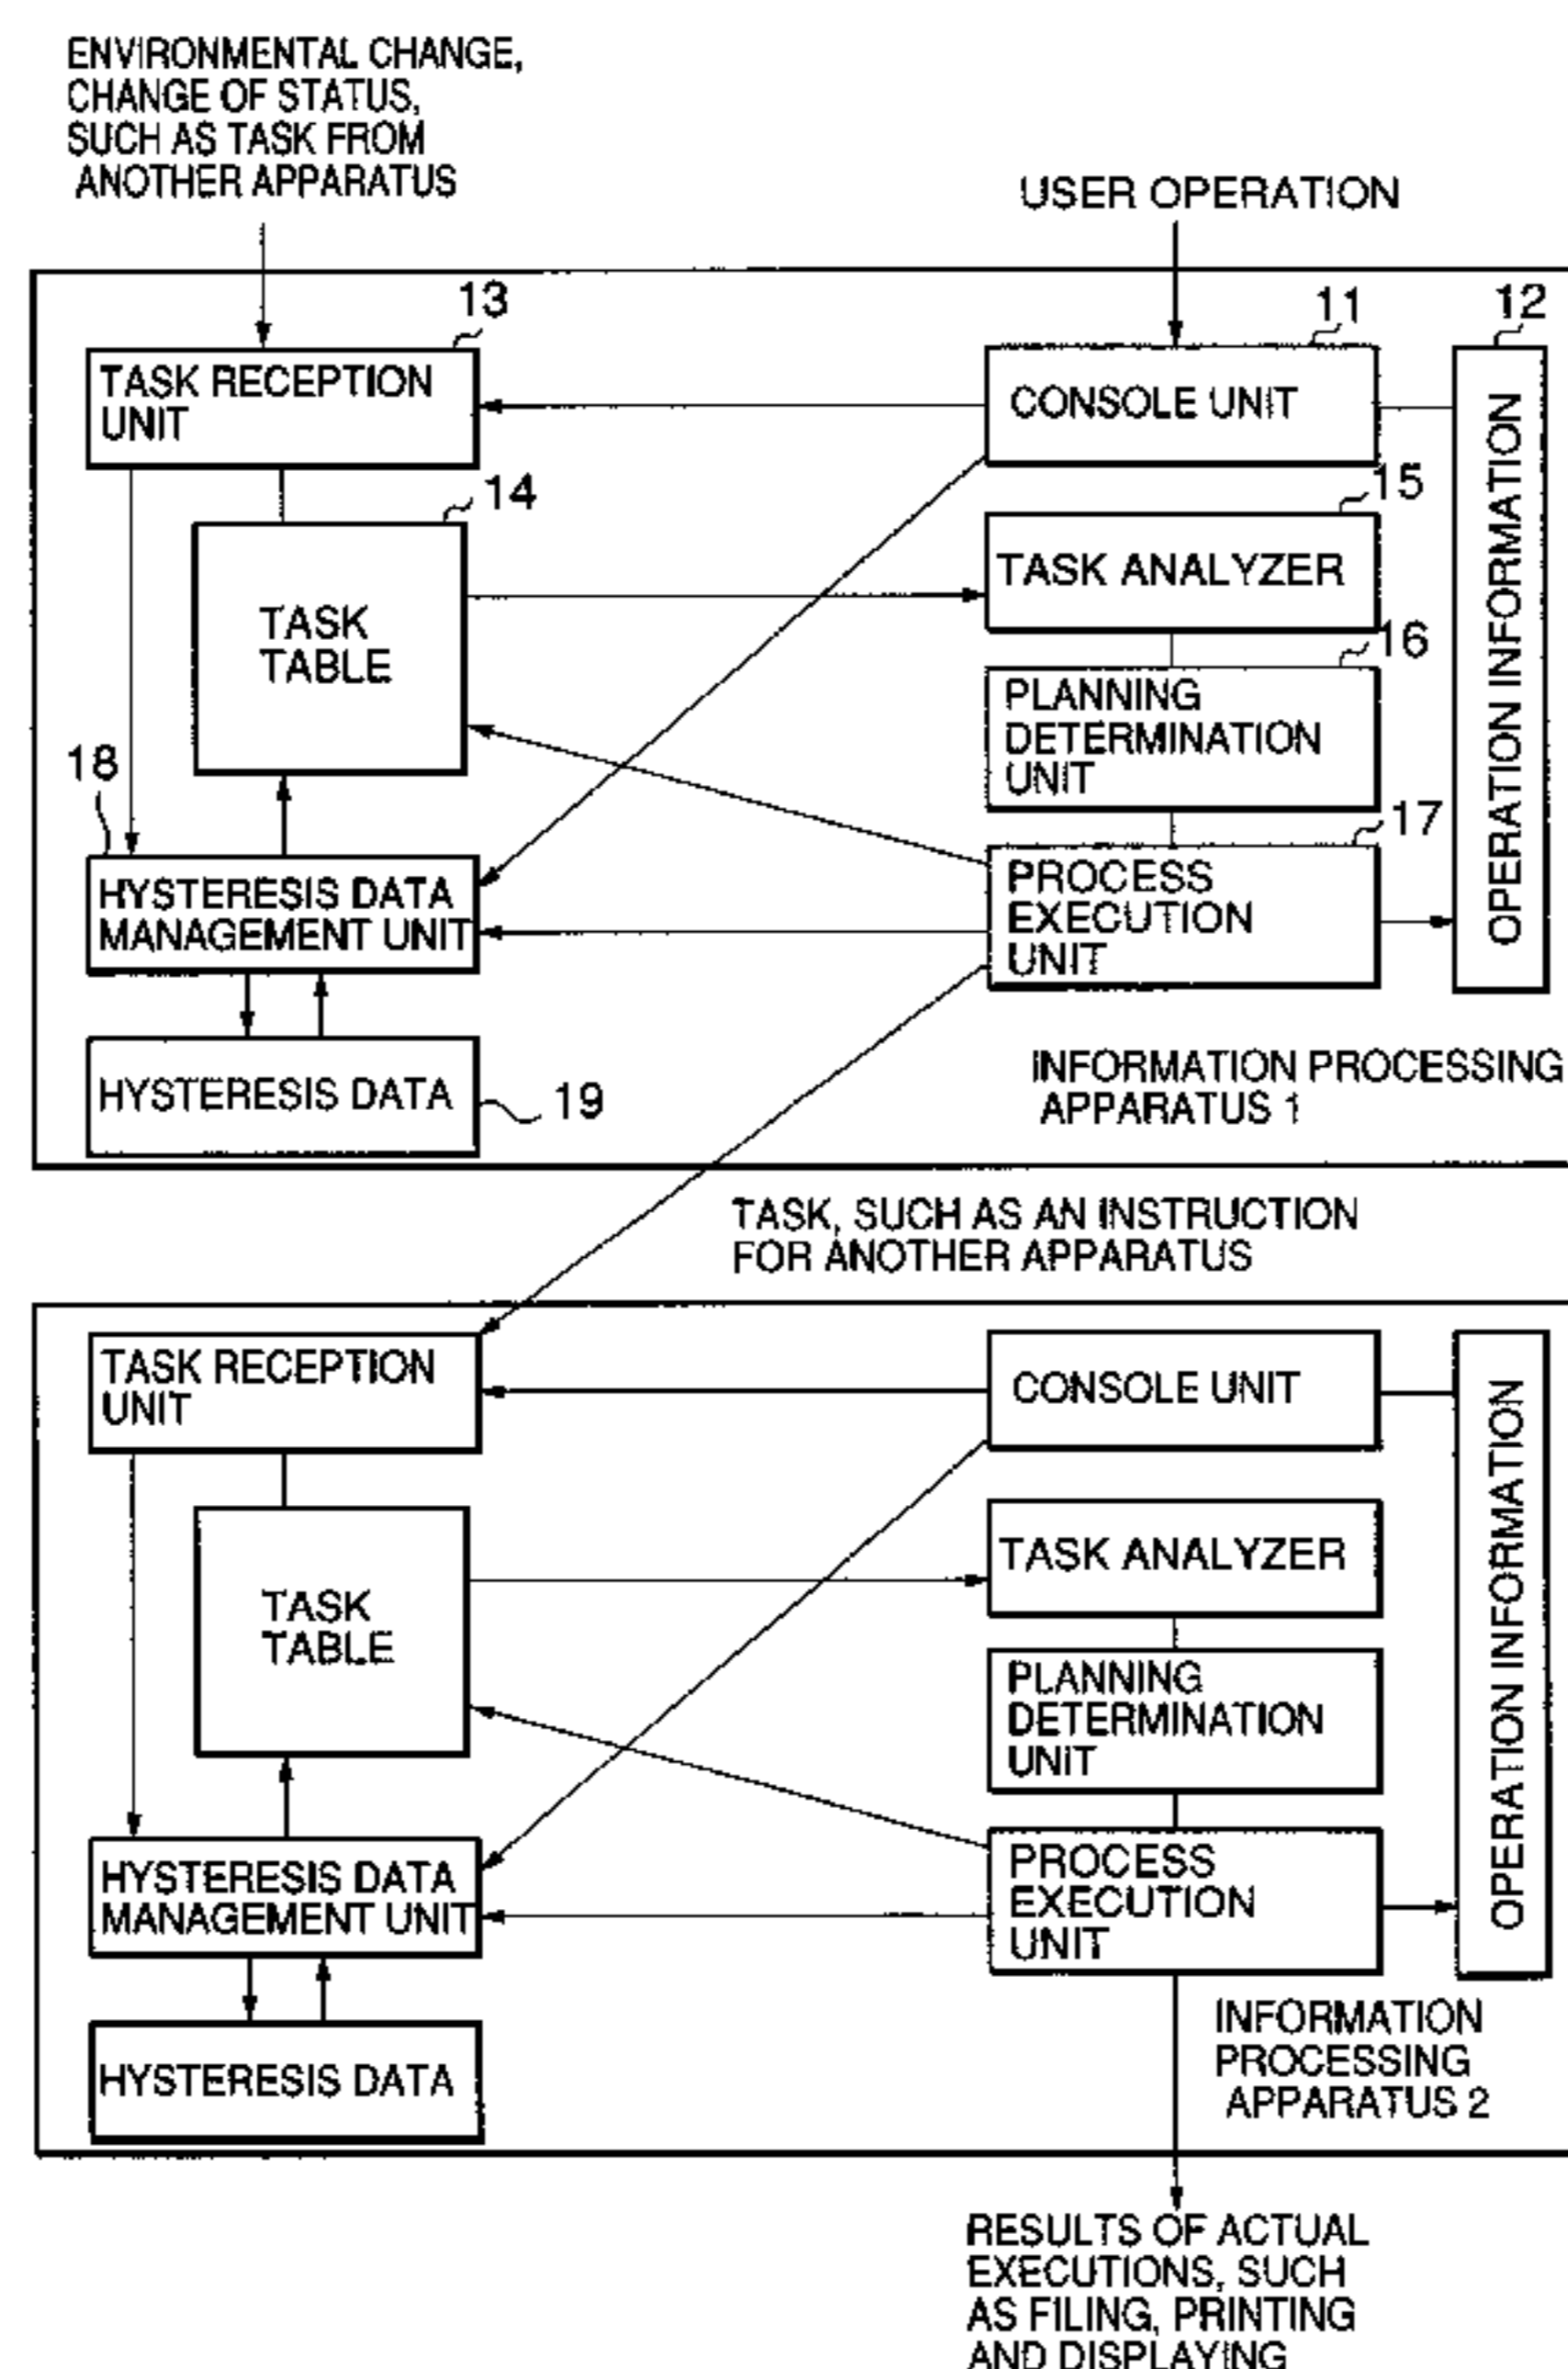 ENVIRONMENTAL CHANGE,
CHANGE OF STATUS,
SUCH AS TASK FROM
ANOTHER APPARATUS
USER OPERATION
13
11
12
TASK RECEPTION
UNIT
CONSOLE UNIT
OPERATION INFORMATION
14
15
TASK ANALYZER
TASK
TABLE
16
PLANNING
DETERMINATION
UNIT
18
17
HYSTERESIS DATA
MANAGEMENT UNIT
PROCESS
EXECUTION
UNIT
HYSTERESIS DATA
19
INFORMATION PROCESSING
APPARATUS 1
TASK, SUCH AS AN INSTRUCTION
FOR ANOTHER APPARATUS
TASK RECEPTION
UNIT
CONSOLE UNIT
OPERATION INFORMATION
TASK ANALYZER
TASK
TABLE
PLANNING
DETERMINATION
UNIT
HYSTERESIS DATA
MANAGEMENT UNIT
PROCESS
EXECUTION
UNIT
HYSTERESIS DATA
INFORMATION
PROCESSING
APPARATUS 2
RESULTS OF ACTUAL
EXECUTIONS, SUCH
AS FILING, PRINTING
AND DISPLAYING